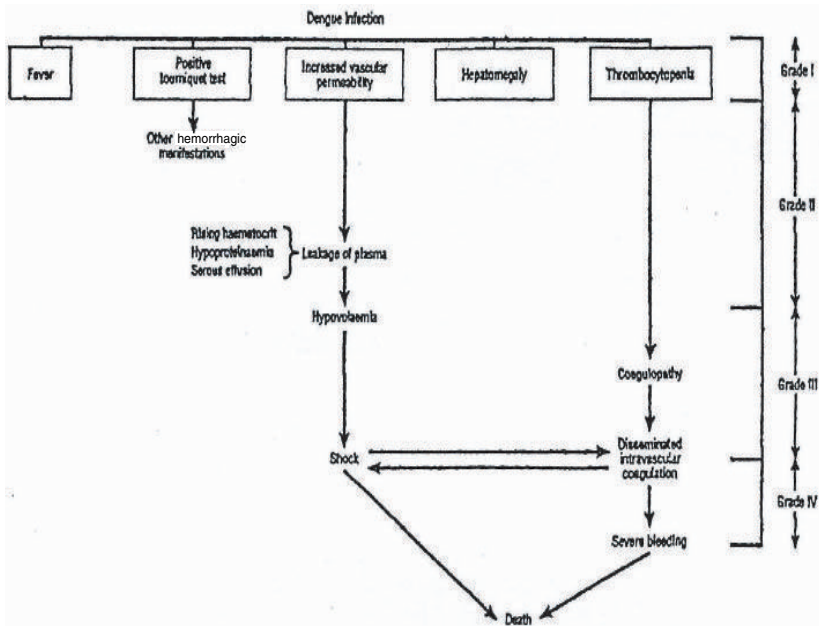 Dengue Infection
Fever
Positive
tourniquet test
Increased vascular
permeability
Hepatomegaly
Thrombocytopenia
Grade I
Other hemorrhagic
manifestations
Grade II
Rising haematocrit
Hypoproteinaemia
Serous effusion
Leakage of plasma
Hypovolaemia
Coagulopathy
Grade III
Shock
Disseminated
intravascular
coagulation
Grade IV
Severe bleeding
Death